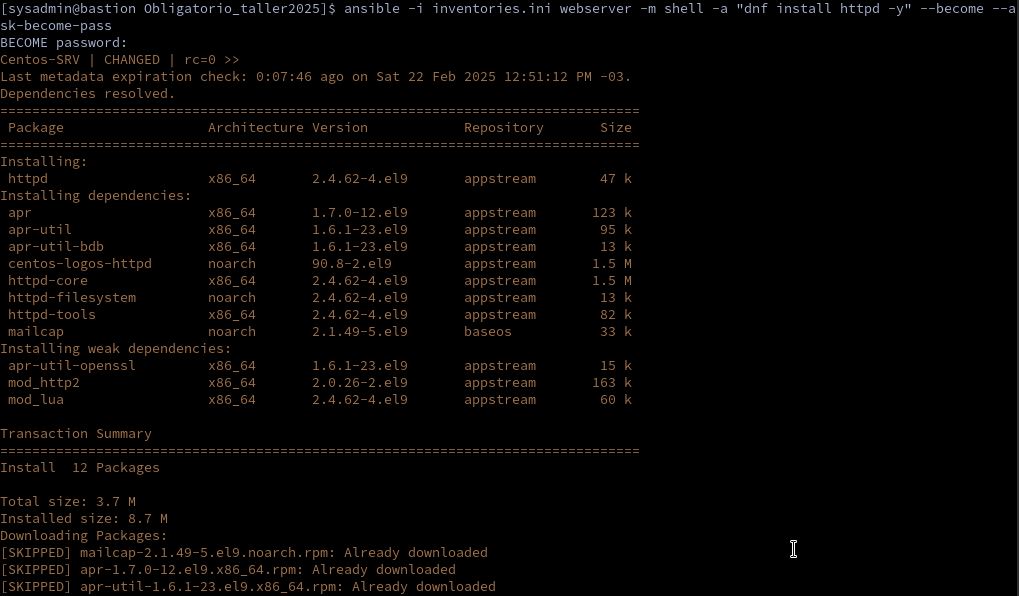 [sysadmin@bastion Obligatorio_taller2025]$ ansible -i inventories.ini webserver -m shell -a "dnf install httpd -y" --become --a
sk-become-pass
BECOME password:
Centos-SRV | CHANGED | rc=0 >>
Last metadata expiration check: 0:07:46 ago on Sat 22 Feb 2025 12:51:12 PM -03.
Dependencies resolved.
================================================================================
 Package                  Architecture Version            Repository       Size
================================================================================
Installing:
 httpd                    x86_64       2.4.62-4.el9       appstream        47 k
Installing dependencies:
 apr                      x86_64       1.7.0-12.el9       appstream       123 k
 apr-util                 x86_64       1.6.1-23.el9       appstream        95 k
 apr-util-bdb             x86_64       1.6.1-23.el9       appstream        13 k
 centos-logos-httpd       noarch       90.8-2.el9         appstream       1.5 M
 httpd-core               x86_64       2.4.62-4.el9       appstream       1.5 M
 httpd-filesystem         noarch       2.4.62-4.el9       appstream        13 k
 httpd-tools              x86_64       2.4.62-4.el9       appstream        82 k
 mailcap                  noarch       2.1.49-5.el9       baseos           33 k
Installing weak dependencies:
 apr-util-openssl         x86_64       1.6.1-23.el9       appstream        15 k
 mod_http2                x86_64       2.0.26-2.el9       appstream       163 k
 mod_lua                  x86_64       2.4.62-4.el9       appstream        60 k

Transaction Summary
================================================================================
Install  12 Packages

Total size: 3.7 M
Installed size: 8.7 M
Downloading Packages:
[SKIPPED] mailcap-2.1.49-5.el9.noarch.rpm: Already downloaded
[SKIPPED] apr-1.7.0-12.el9.x86_64.rpm: Already downloaded
[SKIPPED] apr-util-1.6.1-23.el9.x86_64.rpm: Already downloaded